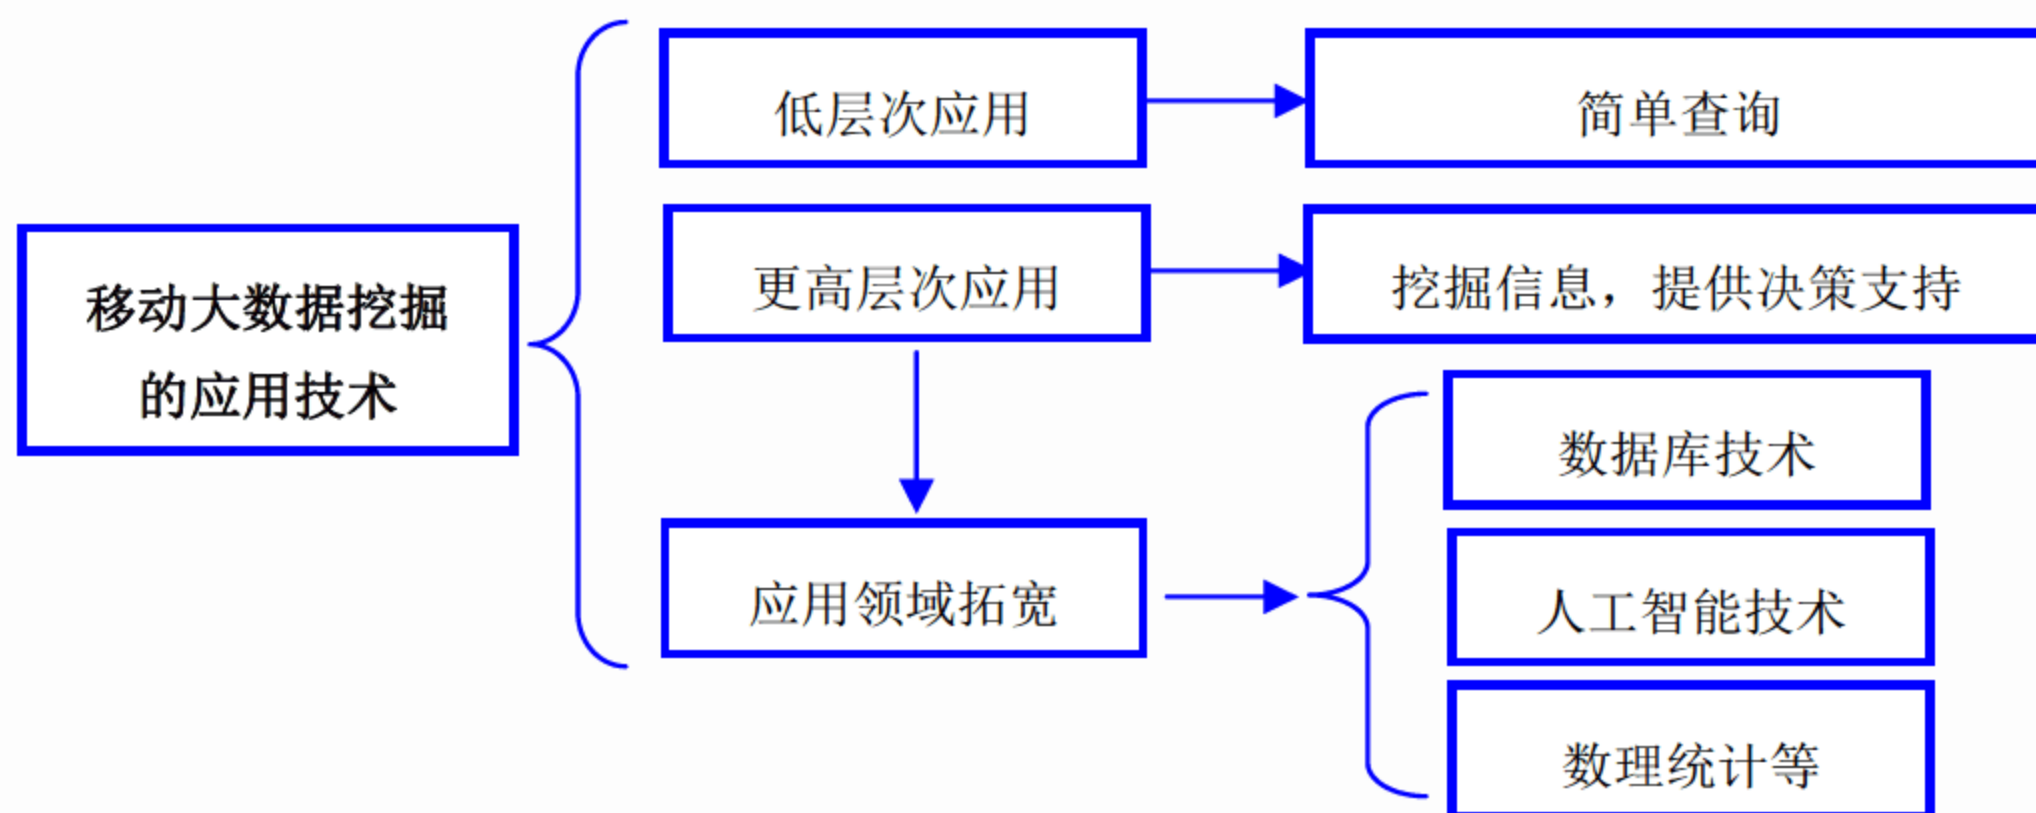 移动大数据挖掘
的应用技术
低层次应用
简单查询
更高层次应用
挖掘信息，提供决策支持
应用领域拓宽
数据库技术
人工智能技术
数理统计等